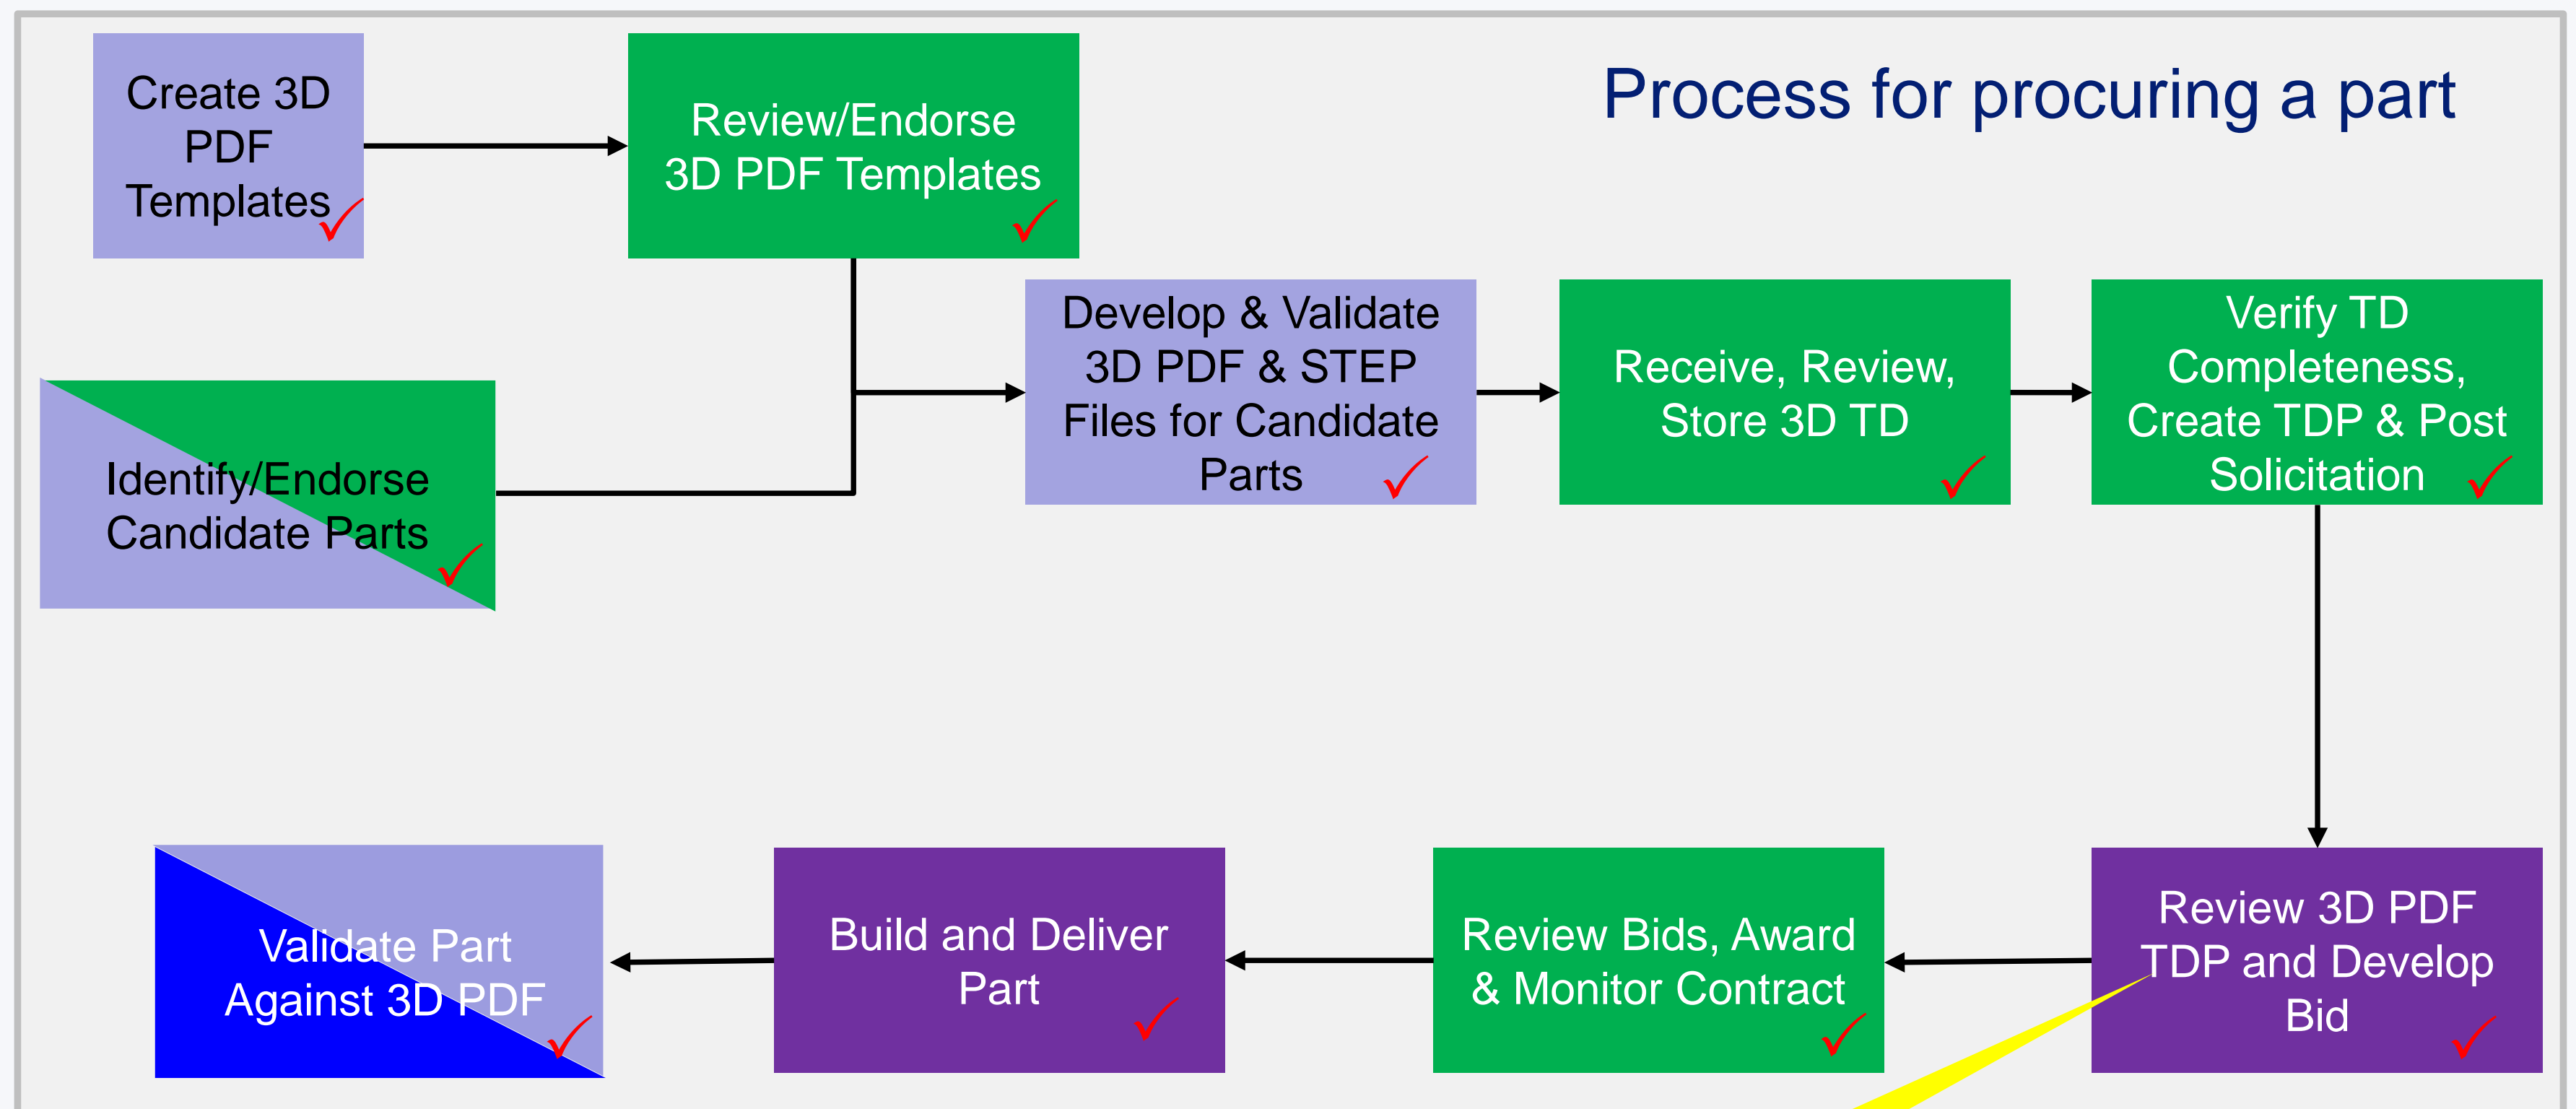 Process for procuring a part
Create 3D
PDF
Templates
Review/Endorse
3D PDF Templates
Identify/Endorse
Candidate Parts
Develop & Validate
3D PDF & STEP
Files for Candidate
Parts
Receive, Review,
Store 3D TD
Verify TD
Completeness,
Create TDP & Post
Solicitation
Review 3D PDF
TDP and Develop
Bid
Review Bids, Award
& Monitor Contract
Build and Deliver
Part
Validate Part
Against 3D PDF